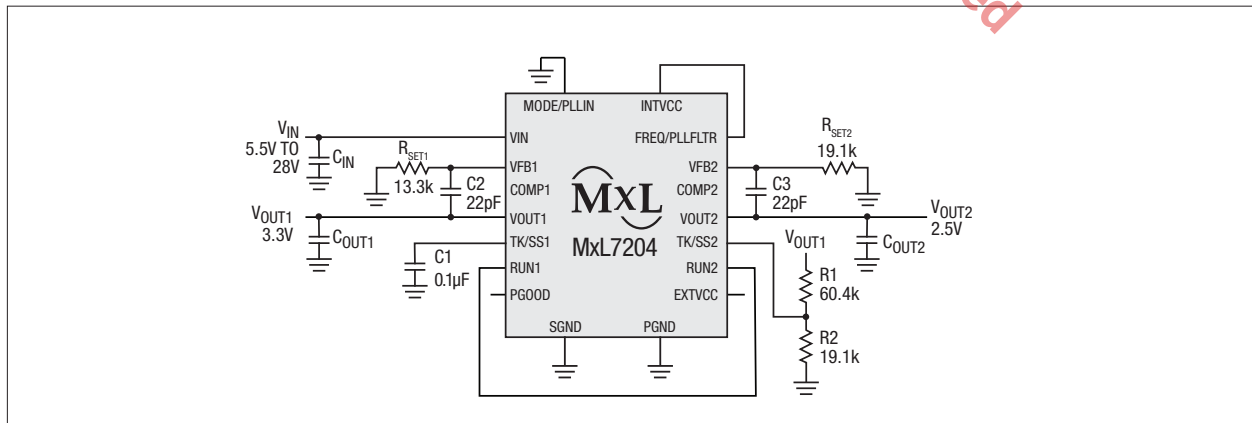 ed
MODE/PLLIN
INTVCC
VIN
5.5V TO
28V
CIN
VIN
FREQ/PLLFLTR
RSET2
19.1k
RSET1
13.3k
VFB1
VFB2
C2
22pF
COMP1
COMP2
C3
22pF
MXL
MxL7204
VOUT1
3.3V
VOUT1
VOUT2
VOUT2
2.5V
COUT1
COUT2
TK/SS1
TK/SS2
VOUT1
C1
0.1µF
RUN1
RUN2
R1
60.4k
PGOOD
EXTVCC
SGND
PGND
R2
19.1k